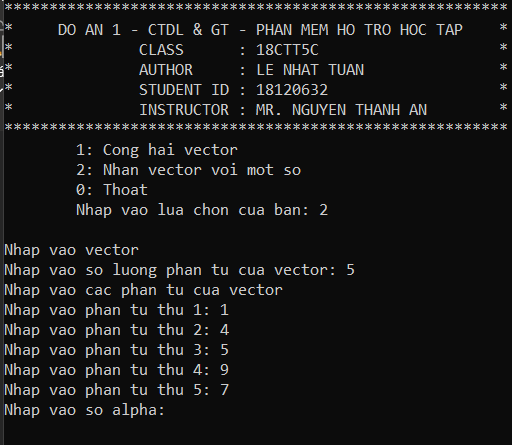 ********************************************************
* DO AN 1 - CTDL & GT - PHAN MEM HO TRO HOC TAP *
* CLASS : 18CTT5C *
* AUTHOR : LE NHAT TUAN *
* STUDENT ID : 18120632 *
* INSTRUCTOR : MR. NGUYEN THANH AN *
********************************************************
1: Cong hai vector
2: Nhan vector voi mot so
0: Thoat
Nhap vao lua chon cua ban: 2
Nhap vao vector
Nhap vao so luong phan tu cua vector: 5
Nhap vao cac phan tu cua vector
Nhap vao phan tu thu 1: 1
Nhap vao phan tu thu 2: 4
Nhap vao phan tu thu 3: 5
Nhap vao phan tu thu 4: 9
Nhap vao phan tu thu 5: 7
Nhap vao so alpha: